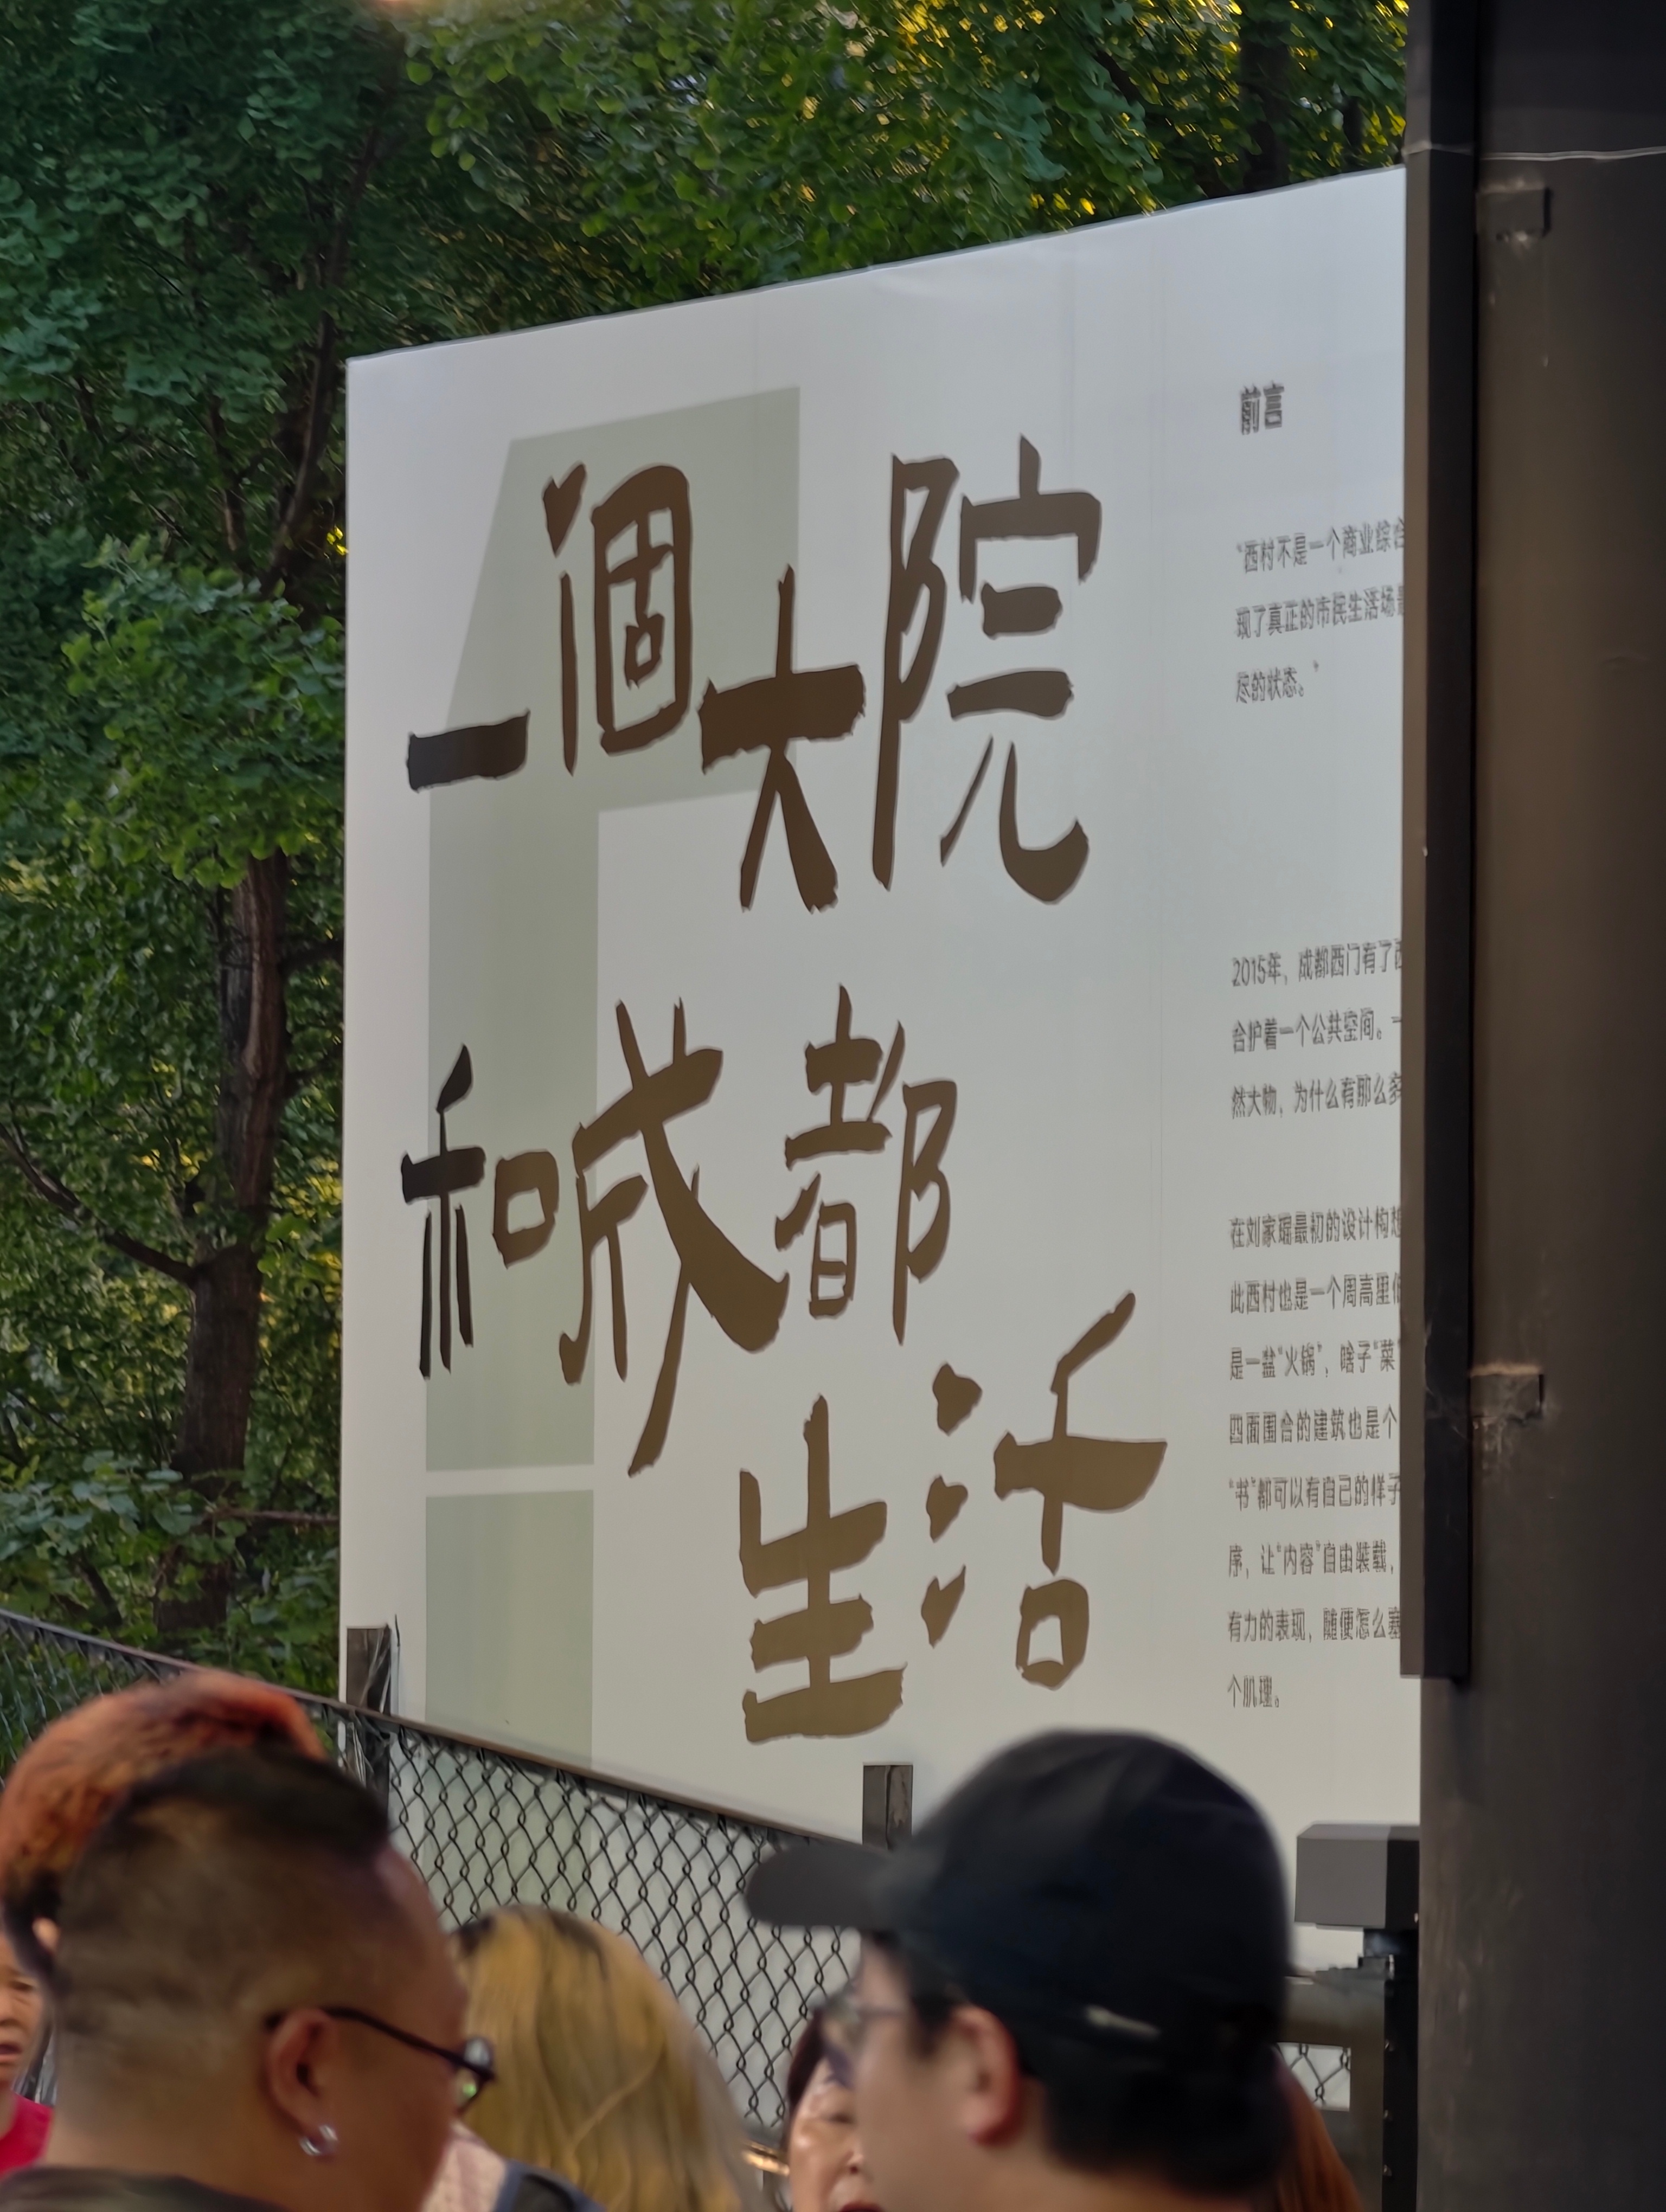 一個大院
和成都
生活
前言
“西村不是一个商业综合
现了真正的市民生活场
尽的状态。”
2015年，成都西门有了西
合护着一个公共空间。一
然大物，为什么有那么多
在刘家琨最初的设计构想
此西村也是一个周高里低
是一盆“火锅”，啥子“菜”
四面围合的建筑也是个
“书”都可以有自己的样子
序，让“内容”自由装载，
有力的表现，随便怎么塞
个肌理。